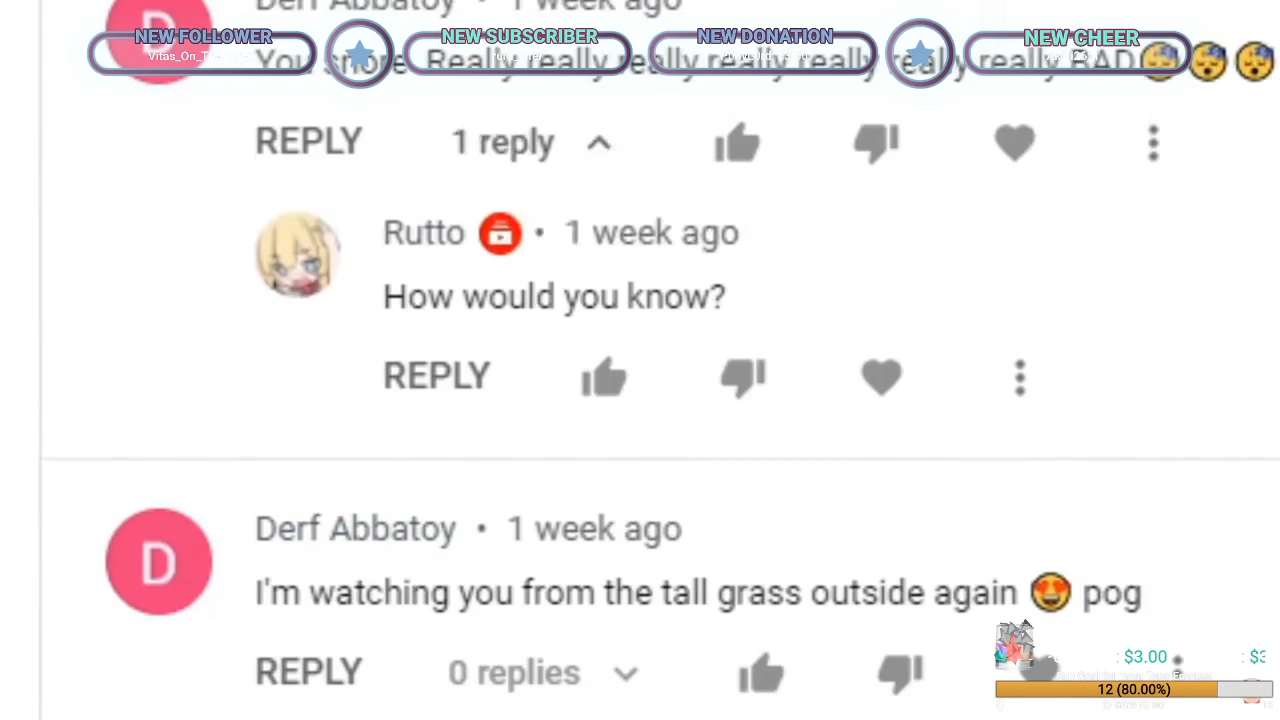 Derf Abbatoy • 1 week ago
NEW FOLLOWER
NEW SUBSCRIBER
NEW DONATION
NEW CHEER
You snore. Really really really really really really really BAD😴😴😴
REPLY 1 reply
Rutto • 1 week ago
How would you know?
REPLY
D
Derf Abbatoy • 1 week ago
I'm watching you from the tall grass outside again 😍 pog
REPLY 0 replies
: $3.00
12 (80.00%)